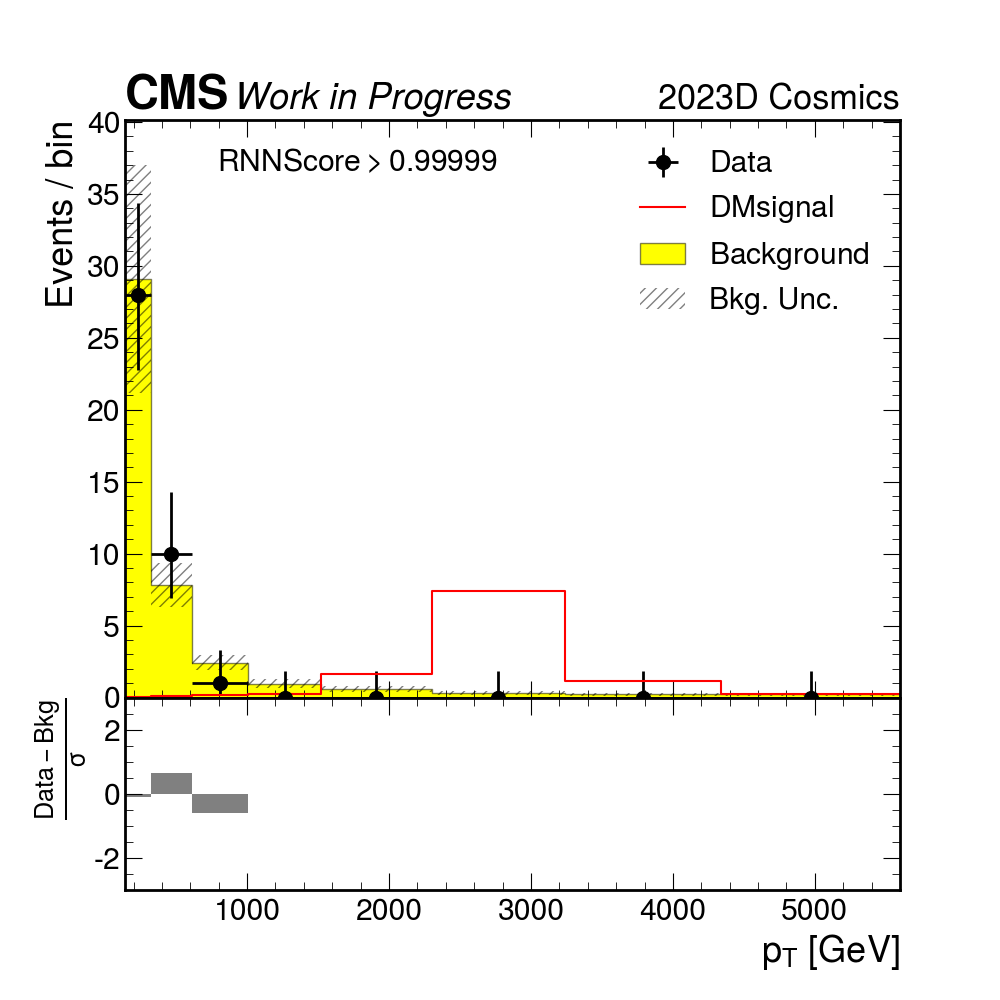 CMS Work in Progress
2023D Cosmics
Events / bin
40
35
30
25
20
15
10
5
0
RNNScore > 0.99999
Data
DMsignal
Background
Bkg. Unc.
Data – Bkg
σ
2
0
-2
1000 2000 3000 4000 5000
pT [GeV]